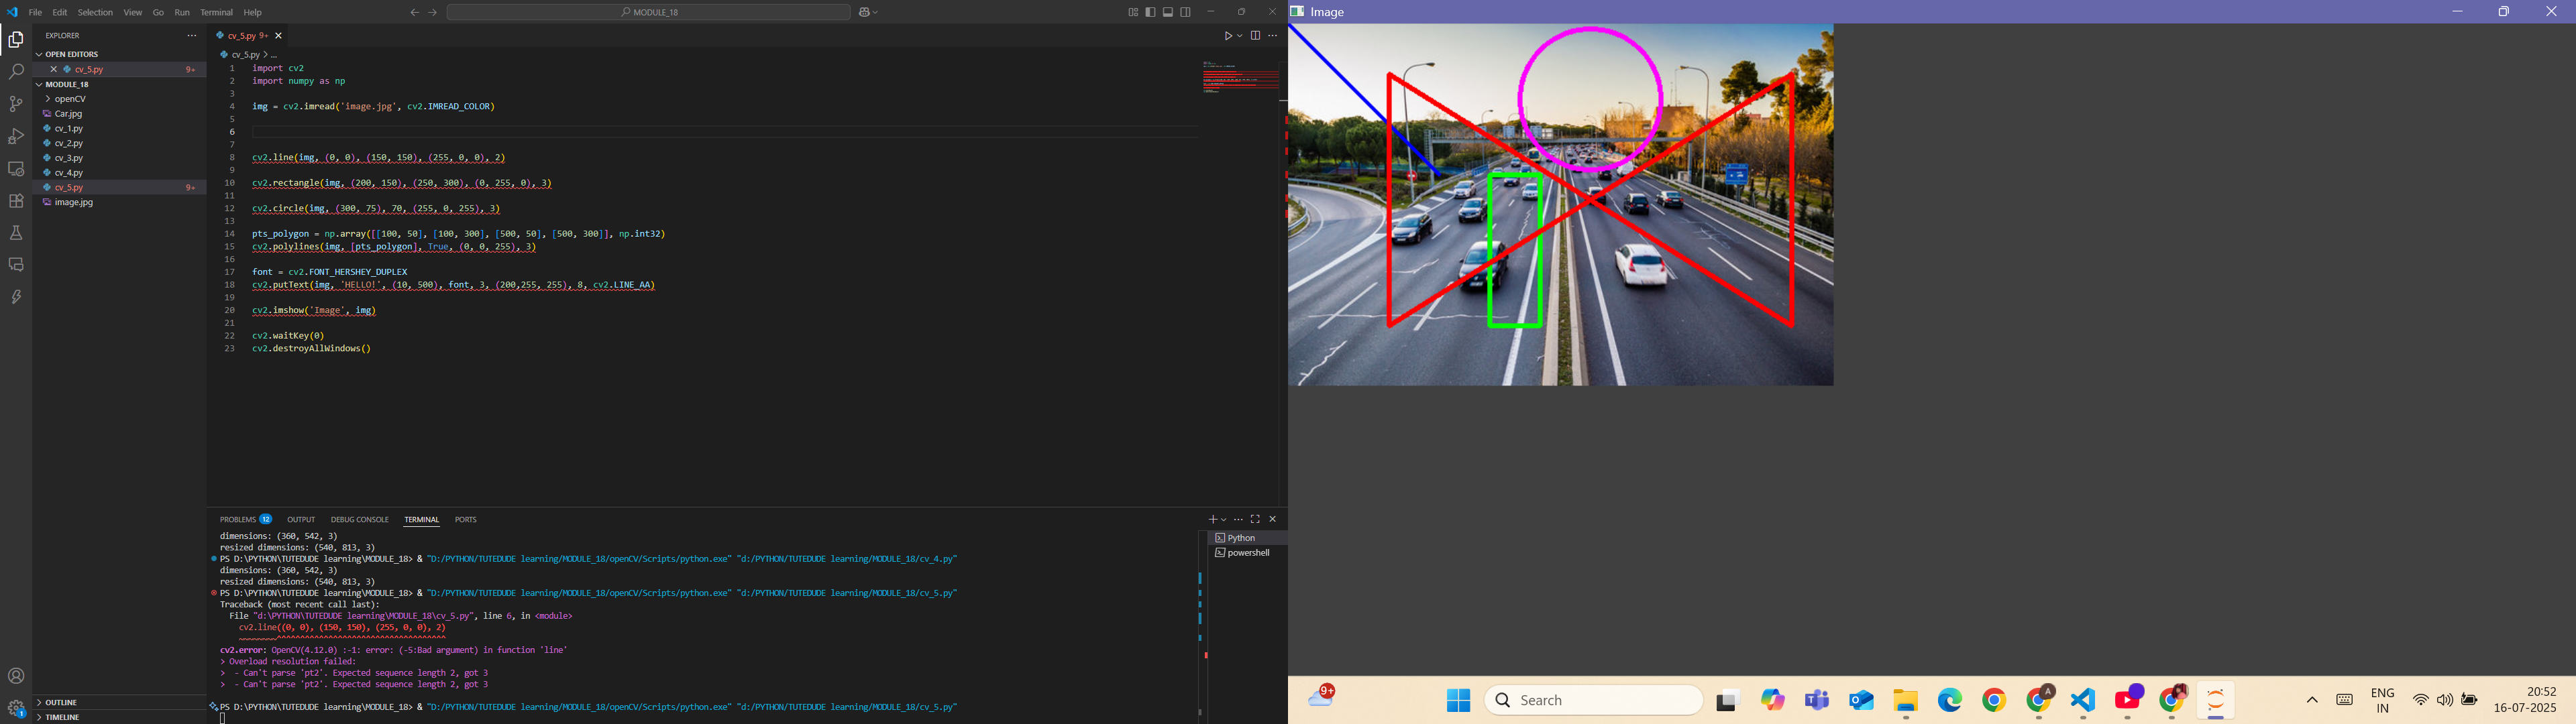 File Edit Selection View Go Run Terminal Help
MODULE_18
EXPLORER
OPEN EDITORS
cv_5.py 9+
MODULE_18
openCV
Car.jpg
cv_1.py
cv_2.py
cv_3.py
cv_4.py
cv_5.py 9+
image.jpg
OUTLINE
TIMELINE
1
cv_5.py 9+
cv_5.py > ...
1 import cv2
2 import numpy as np
3
4 img = cv2.imread('image.jpg', cv2.IMREAD_COLOR)
5
6
7
8 cv2.line(img, (0, 0), (150, 150), (255, 0, 0), 2)
9
10 cv2.rectangle(img, (200, 150), (250, 300), (0, 255, 0), 3)
11
12 cv2.circle(img, (300, 75), 70, (255, 0, 255), 3)
13
14 pts_polygon = np.array([[100, 50], [100, 300], [500, 50], [500, 300]], np.int32)
15 cv2.polylines(img, [pts_polygon], True, (0, 0, 255), 3)
16
17 font = cv2.FONT_HERSHEY_DUPLEX
18 cv2.putText(img, 'HELLO!', (10, 500), font, 3, (200,255, 255), 8, cv2.LINE_AA)
19
20 cv2.imshow('Image', img)
21
22 cv2.waitKey(0)
23 cv2.destroyAllWindows()
PROBLEMS 12 OUTPUT DEBUG CONSOLE TERMINAL PORTS
dimensions: (360, 542, 3)
resized dimensions: (540, 813, 3)
PS D:\PYTHON\TUTEDUDE learning\MODULE_18> & "D:/PYTHON/TUTEDUDE learning/MODULE_18/openCV/Scripts/python.exe" "d:/PYTHON/TUTEDUDE learning/MODULE_18/cv_4.py"
dimensions: (360, 542, 3)
resized dimensions: (540, 813, 3)
PS D:\PYTHON\TUTEDUDE learning\MODULE_18> & "D:/PYTHON/TUTEDUDE learning/MODULE_18/openCV/Scripts/python.exe" "d:/PYTHON/TUTEDUDE learning/MODULE_18/cv_5.py"
Traceback (most recent call last):
File "d:\PYTHON\TUTEDUDE learning\MODULE_18\cv_5.py", line 6, in <module>
cv2.line((0, 0), (150, 150), (255, 0, 0), 2)
~~~~~~~~^^^^^^^^^^^^^^^^^^^^^^^^^^^^^^^^^^^^
cv2.error: OpenCV(4.12.0) :-1: error: (-5:Bad argument) in function 'line'
> Overload resolution failed:
>  - Can't parse 'pt2'. Expected sequence length 2, got 3
>  - Can't parse 'pt2'. Expected sequence length 2, got 3
PS D:\PYTHON\TUTEDUDE learning\MODULE_18> & "D:/PYTHON/TUTEDUDE learning/MODULE_18/openCV/Scripts/python.exe" "d:/PYTHON/TUTEDUDE learning/MODULE_18/cv_5.py"
Python
powershell
Image
9+
Search
A
ENG
IN
20:52
16-07-2025